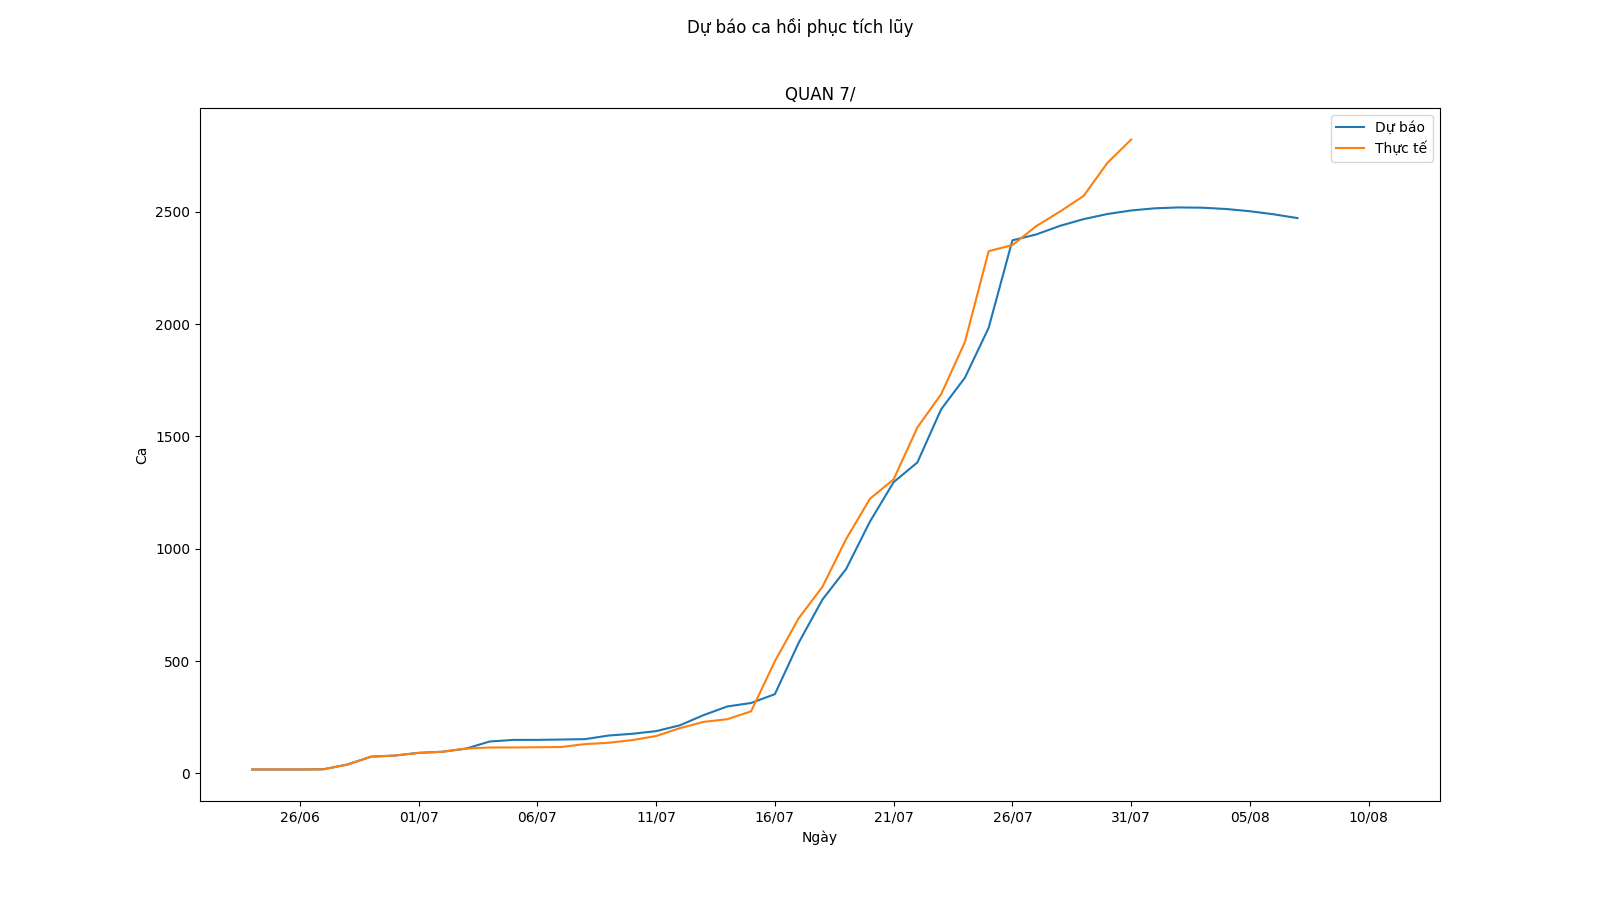 Dự báo ca hồi phục tích lũy
QUAN 7/
Dự báo
Thực tế
2500
2000
1500
1000
500
0
Ca
26/06 01/07 06/07 11/07 16/07 21/07 26/07 31/07 05/08 10/08
Ngày